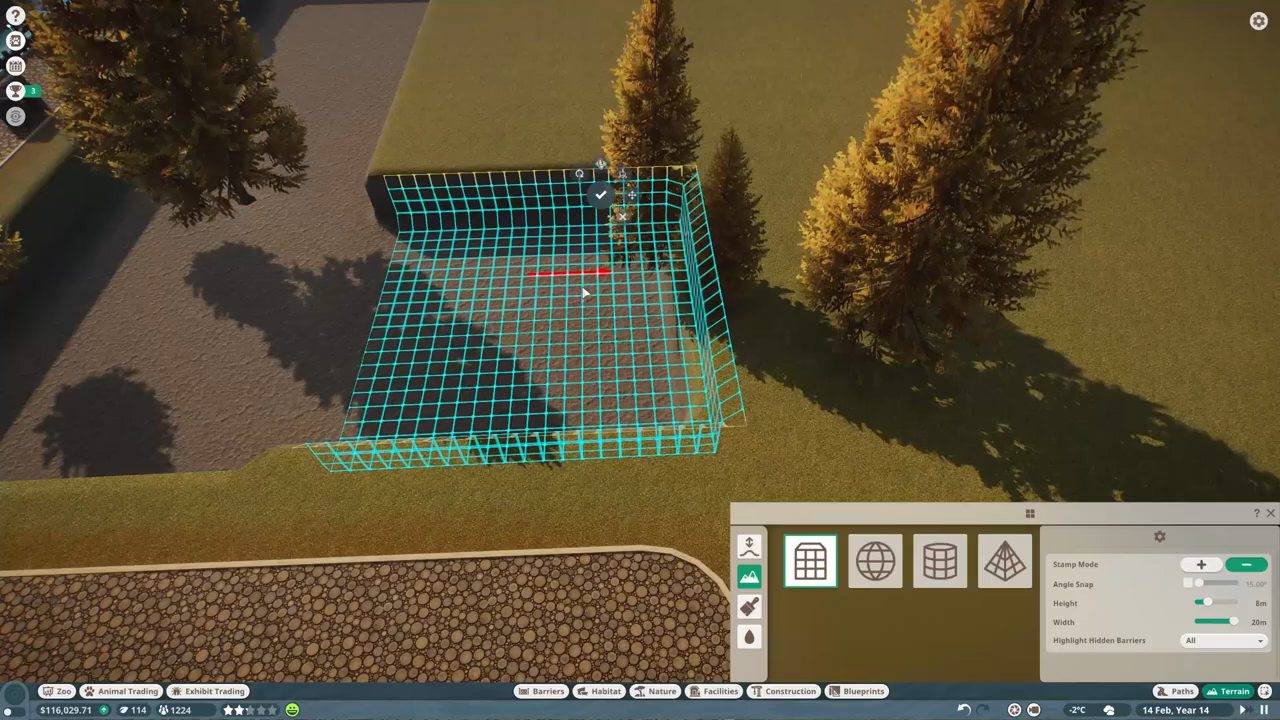 ?
3
?
Stamp Mode
Angle Snap 15.00°
Height 8m
Width 20m
Highlight Hidden Barriers All
Zoo Animal Trading Exhibit Trading Barriers Habitat Nature Facilities Construction Blueprints Paths Terrain
$116,029.71 114 1224 -2°C 14 Feb, Year 14